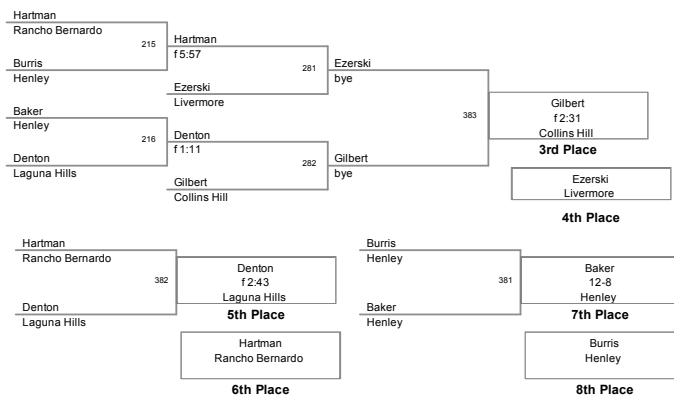 Hartman
Rancho Bernardo
215
Hartman
f 5:57
Burris
Henley
281
Ezerski
bye
Ezerski
Livermore
Baker
Henley
383
Gilbert
f 2:31
Collins Hill
3rd Place
216
Denton
f 1:11
Denton
Laguna Hills
282
Gilbert
bye
Gilbert
Collins Hill
Ezerski
Livermore
4th Place
Hartman
Rancho Bernardo
382
Denton
f 2:43
Laguna Hills
5th Place
Denton
Laguna Hills
Hartman
Rancho Bernardo
6th Place
Burris
Henley
381
Baker
12-8
Henley
7th Place
Baker
Henley
Burris
Henley
8th Place